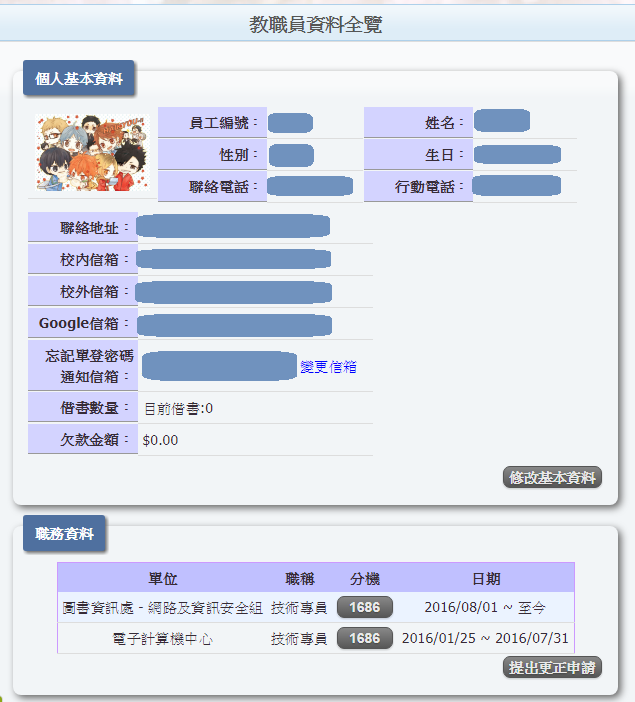 教職員資料全覽
個人基本資料
員工編號： 姓名：
性別： 生日：
聯絡電話： 行動電話：
聯絡地址：
校內信箱：
校外信箱：
Google信箱：
忘記單登密碼
通知信箱： 變更信箱
借書數量： 目前借書:0
欠款金額： $0.00
修改基本資料
職務資料
單位 職稱 分機 日期
圖書資訊處 - 網路及資訊安全組 技術專員 1686 2016/08/01 ~ 至今
電子計算機中心 技術專員 1686 2016/01/25 ~ 2016/07/31
提出更正申請